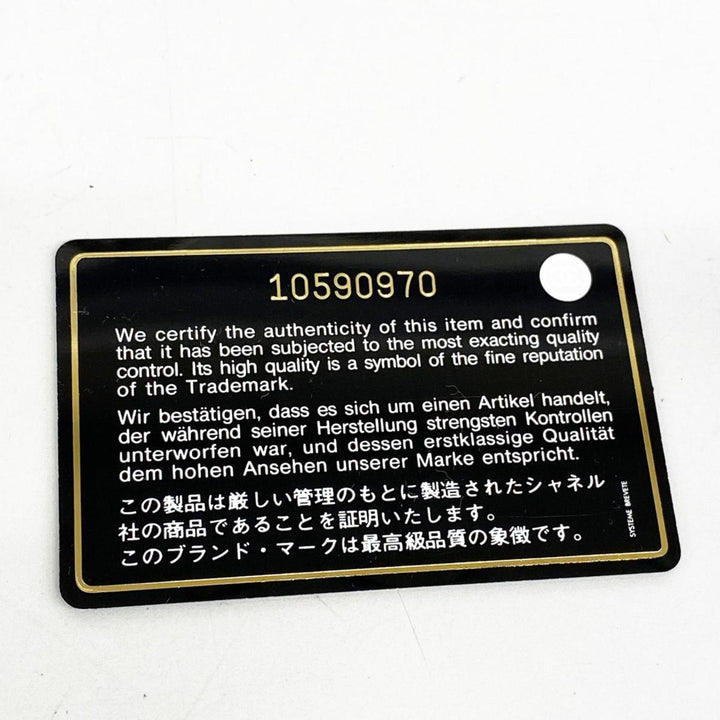 10590970
We certify the authenticity of this item and confirm
that it has been subjected to the most exacting quality
control. Its high quality is a symbol of the fine reputation
of the Trademark.
Wir bestätigen, dass es sich um einen Artikel handelt,
der während seiner Herstellung strengsten Kontrollen
unterworfen war, und dessen erstklassige Qualität
dem hohen Ansehen unserer Marke entspricht.
この製品は厳しい管理のもとに製造されたシャネル
社の商品であることを証明いたします。
このブランド・マークは最高級品質の象徴です。
SYSTEME BREVETE